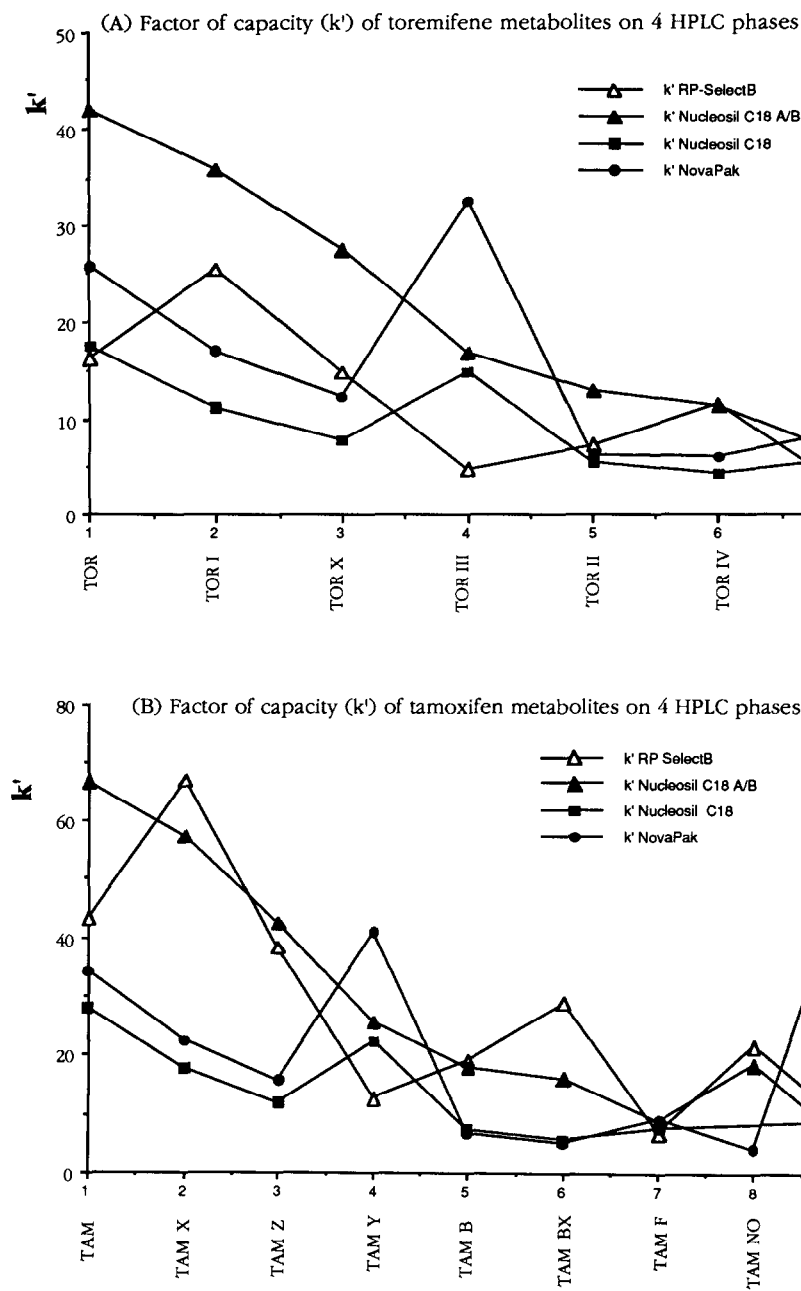 (A) Factor of capacity (k') of toremifene metabolites on 4 HPLC phases
50
k'
k' RP-SelectB
k' Nucleosil C18 A/B
k' Nucleosil C18
k' NovaPak
40
30
20
10
0
1
2
3
4
5
6
TOR
TOR I
TOR X
TOR III
TOR II
TOR IV
(B) Factor of capacity (k') of tamoxifen metabolites on 4 HPLC phases
80
k'
k' RP SelectB
k' Nucleosil C18 A/B
k' Nucleosil C18
k' NovaPak
60
40
20
0
1
2
3
4
5
6
7
8
TAM
TAM X
TAM Z
TAM Y
TAM B
TAM BX
TAM F
TAM NO